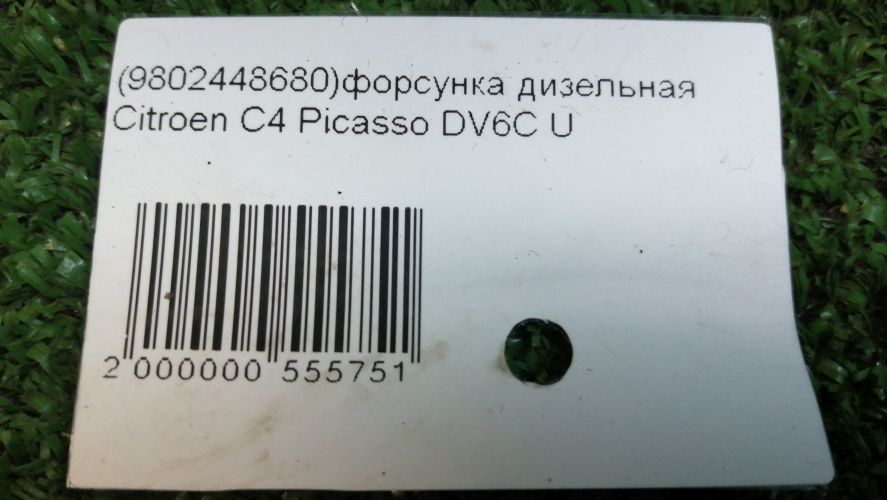 (9802448680)форсунка дизельная
Citroen C4 Picasso DV6C U
2 000000 555751